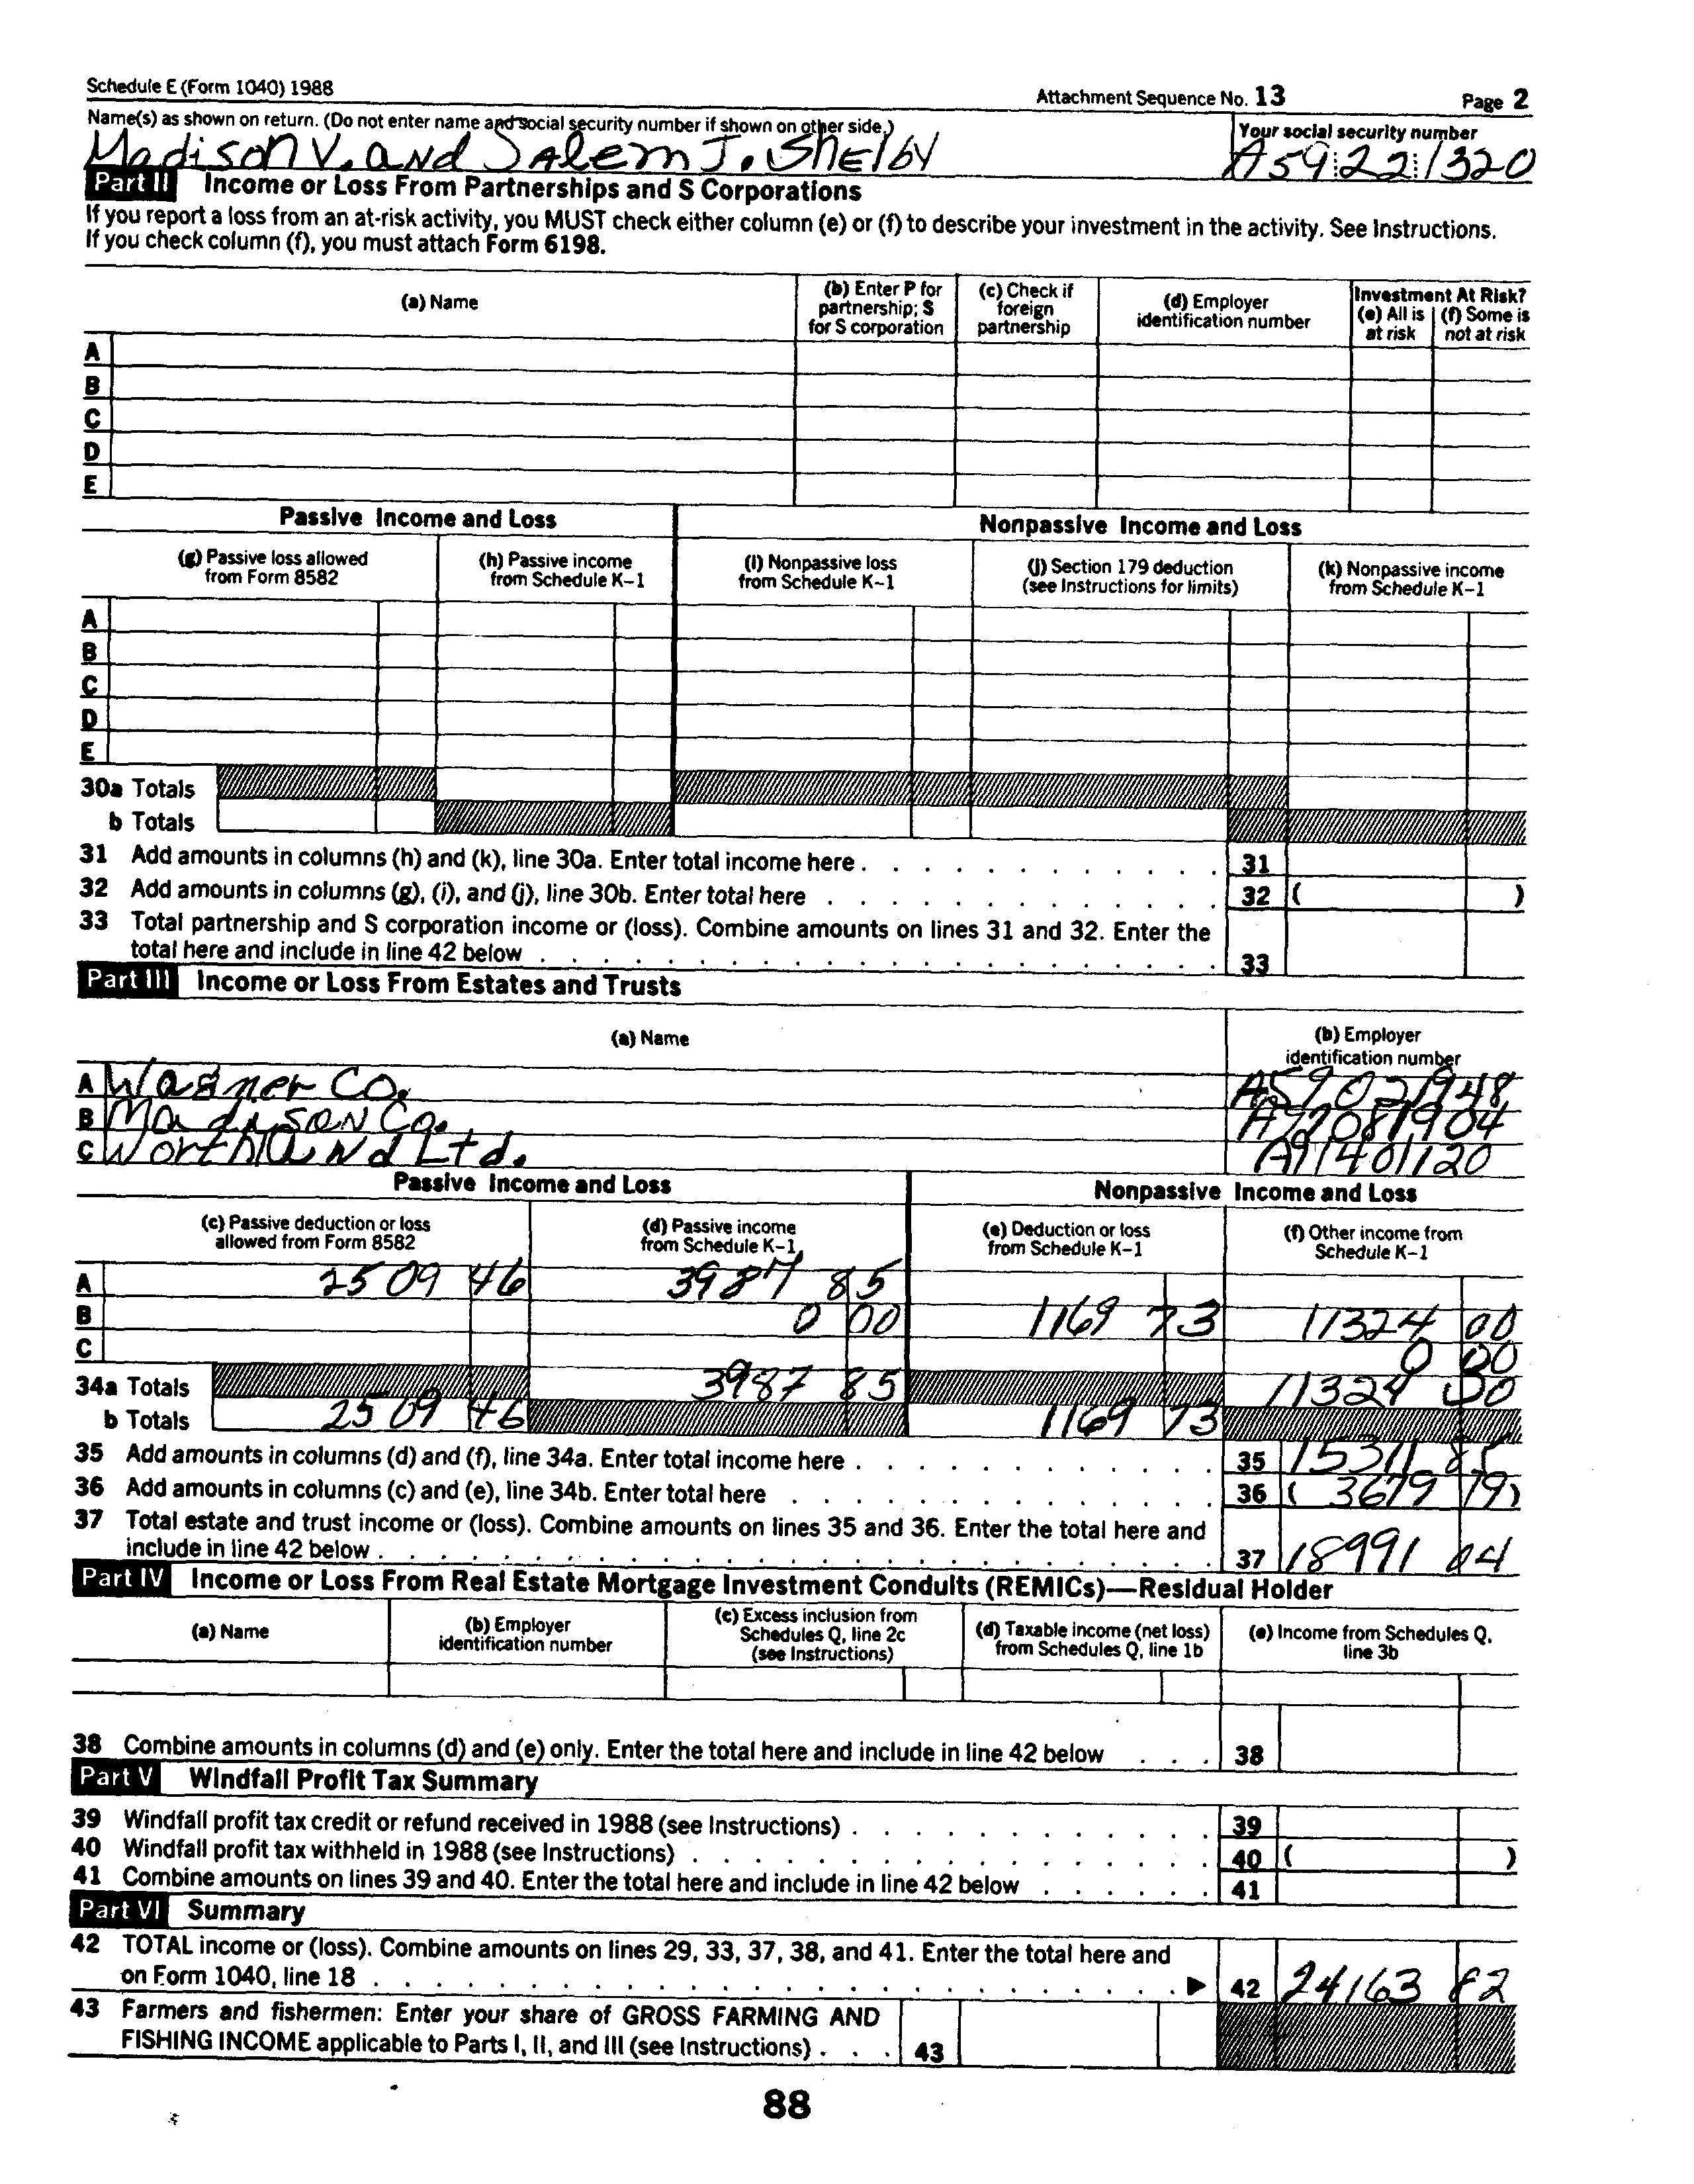 Schedule E (Form 1040) 1988 Attachment Sequence No. 13 Page 2
Name(s) as shown on return. (Do not enter name and social security number if shown on other side.) Your social security number
Madison V. and Salem J. Shelby A59 22 1320
Part II Income or Loss From Partnerships and S Corporations
If you report a loss from an at-risk activity, you MUST check either column (e) or (f) to describe your investment in the activity. See Instructions.
If you check column (f), you must attach Form 6198.
(a) Name (b) Enter P for partnership; S for S corporation (c) Check if foreign partnership (d) Employer identification number Investment At Risk? (e) All is at risk (f) Some is not at risk
A
B
C
D
E
Passive Income and Loss Nonpassive Income and Loss
(g) Passive loss allowed from Form 8582 (h) Passive income from Schedule K-1 (i) Nonpassive loss from Schedule K-1 (j) Section 179 deduction (see Instructions for limits) (k) Nonpassive income from Schedule K-1
A
B
C
D
E
30a Totals
b Totals
31 Add amounts in columns (h) and (k), line 30a. Enter total income here . 31
32 Add amounts in columns (g), (i), and (j), line 30b. Enter total here 32 ( )
33 Total partnership and S corporation income or (loss). Combine amounts on lines 31 and 32. Enter the
total here and include in line 42 below 33
Part III Income or Loss From Estates and Trusts
(a) Name (b) Employer identification number
A Wagner Co. A59021948
B Madison Co. 
C Worthland Ltd. A91401120
Passive Income and Loss Nonpassive Income and Loss
(c) Passive deduction or loss allowed from Form 8582 (d) Passive income from Schedule K-1 (e) Deduction or loss from Schedule K-1 (f) Other income from Schedule K-1
A 2509 46 3987 85
B 0 00 1169 73 11324 00
C 0 00
34a Totals 3987 85 11324 00
b Totals 2509 46 1169 73
35 Add amounts in columns (d) and (f), line 34a. Enter total income here . 35 15311 85
36 Add amounts in columns (c) and (e), line 34b. Enter total here 36 ( 3679 19)
37 Total estate and trust income or (loss). Combine amounts on lines 35 and 36. Enter the total here and
include in line 42 below . 37 18991 04
Part IV Income or Loss From Real Estate Mortgage Investment Conduits (REMICs)—Residual Holder
(a) Name (b) Employer identification number (c) Excess inclusion from Schedules Q, line 2c (see Instructions) (d) Taxable income (net loss) from Schedules Q, line 1b (e) Income from Schedules Q, line 3b
38 Combine amounts in columns (d) and (e) only. Enter the total here and include in line 42 below 38
Part V Windfall Profit Tax Summary
39 Windfall profit tax credit or refund received in 1988 (see Instructions) . 39
40 Windfall profit tax withheld in 1988 (see Instructions) . 40 ( )
41 Combine amounts on lines 39 and 40. Enter the total here and include in line 42 below 41
Part VI Summary
42 TOTAL income or (loss). Combine amounts on lines 29, 33, 37, 38, and 41. Enter the total here and
on Form 1040, line 18 . ▶ 42 24163 82
43 Farmers and fishermen: Enter your share of GROSS FARMING AND
FISHING INCOME applicable to Parts I, II, and III (see Instructions) . 43
88